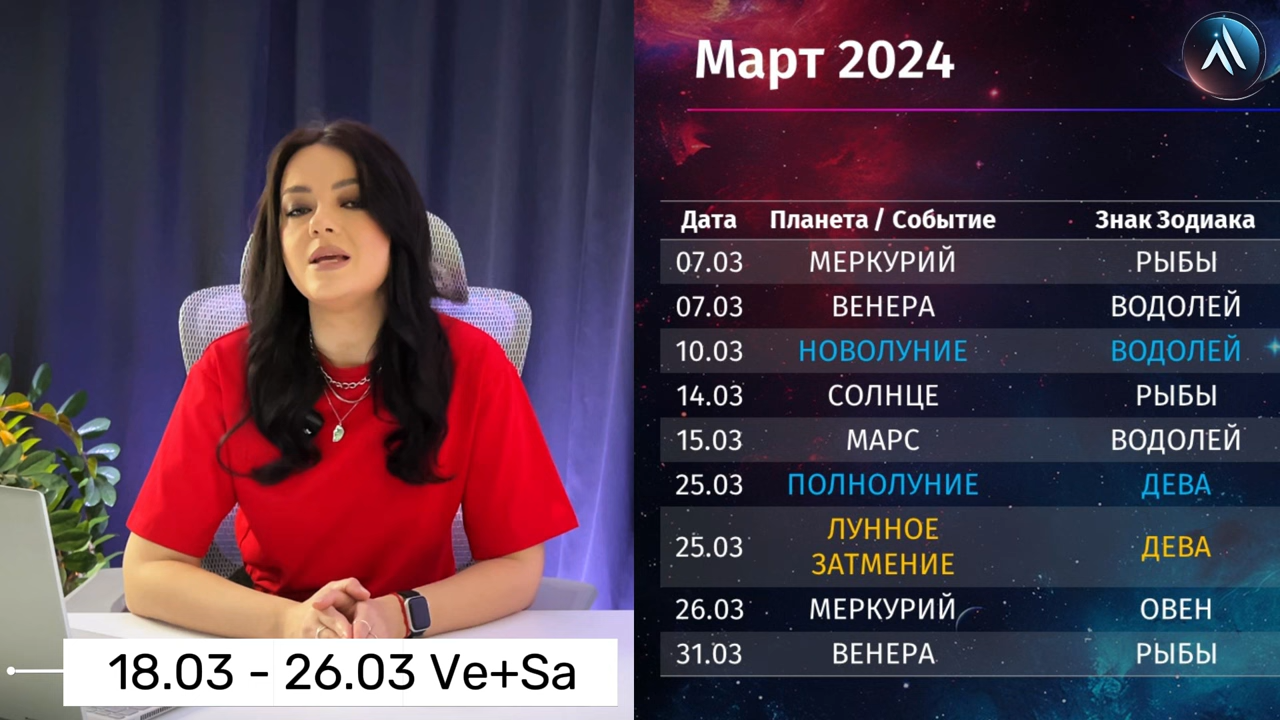 Март 2024
Дата Планета / Событие Знак Зодиака
07.03 МЕРКУРИЙ РЫБЫ
07.03 ВЕНЕРА ВОДОЛЕЙ
10.03 НОВОЛУНИЕ ВОДОЛЕЙ
14.03 СОЛНЦЕ РЫБЫ
15.03 МАРС ВОДОЛЕЙ
25.03 ПОЛНОЛУНИЕ ДЕВА
25.03 ЛУННОЕ
ЗАТМЕНИЕ ДЕВА
26.03 МЕРКУРИЙ ОВЕН
31.03 ВЕНЕРА РЫБЫ
18.03 - 26.03 Ve+Sa